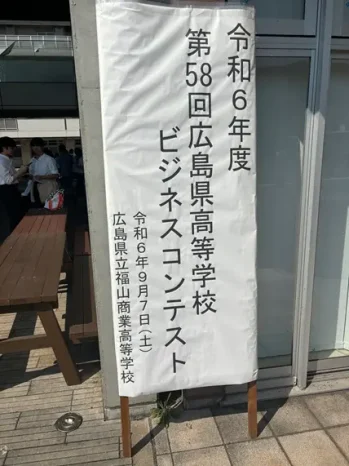 令和6年度
第58回広島県高等学校
ビジネスコンテスト
令和6年9月7日(土)
広島県立福山商業高等学校